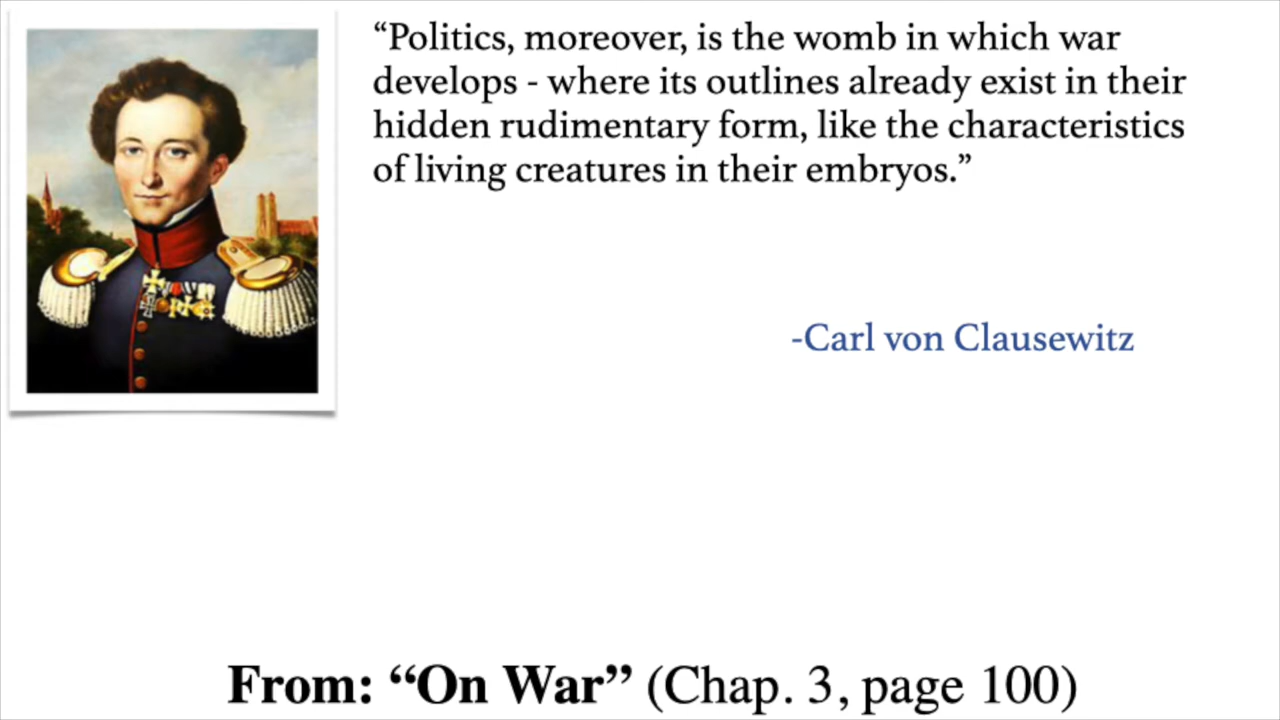 “Politics, moreover, is the womb in which war
develops - where its outlines already exist in their
hidden rudimentary form, like the characteristics
of living creatures in their embryos.”
-Carl von Clausewitz
From: “On War” (Chap. 3, page 100)